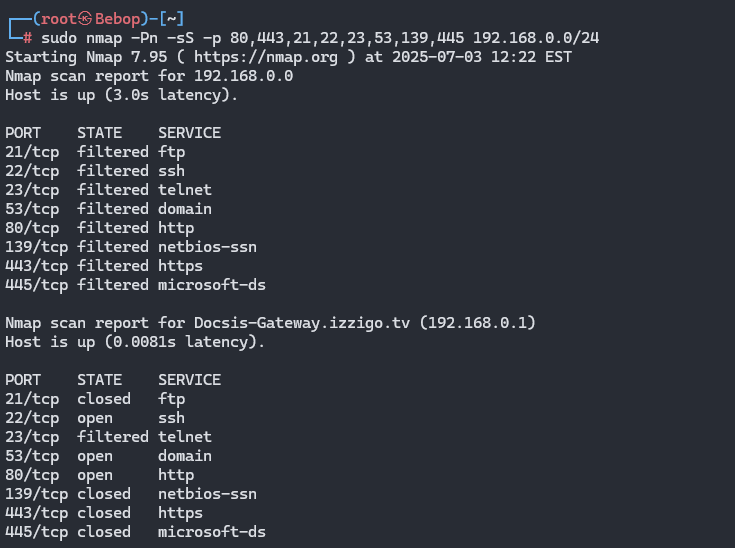 ┌──(root㉿Bebop)-[~]
└─# sudo nmap -Pn -sS -p 80,443,21,22,23,53,139,445 192.168.0.0/24
Starting Nmap 7.95 ( https://nmap.org ) at 2025-07-03 12:22 EST
Nmap scan report for 192.168.0.0
Host is up (3.0s latency).

PORT    STATE    SERVICE
21/tcp  filtered ftp
22/tcp  filtered ssh
23/tcp  filtered telnet
53/tcp  filtered domain
80/tcp  filtered http
139/tcp filtered netbios-ssn
443/tcp filtered https
445/tcp filtered microsoft-ds

Nmap scan report for Docsis-Gateway.izzigo.tv (192.168.0.1)
Host is up (0.0081s latency).

PORT    STATE    SERVICE
21/tcp  closed   ftp
22/tcp  open     ssh
23/tcp  filtered telnet
53/tcp  open     domain
80/tcp  open     http
139/tcp closed   netbios-ssn
443/tcp closed   https
445/tcp closed   microsoft-ds